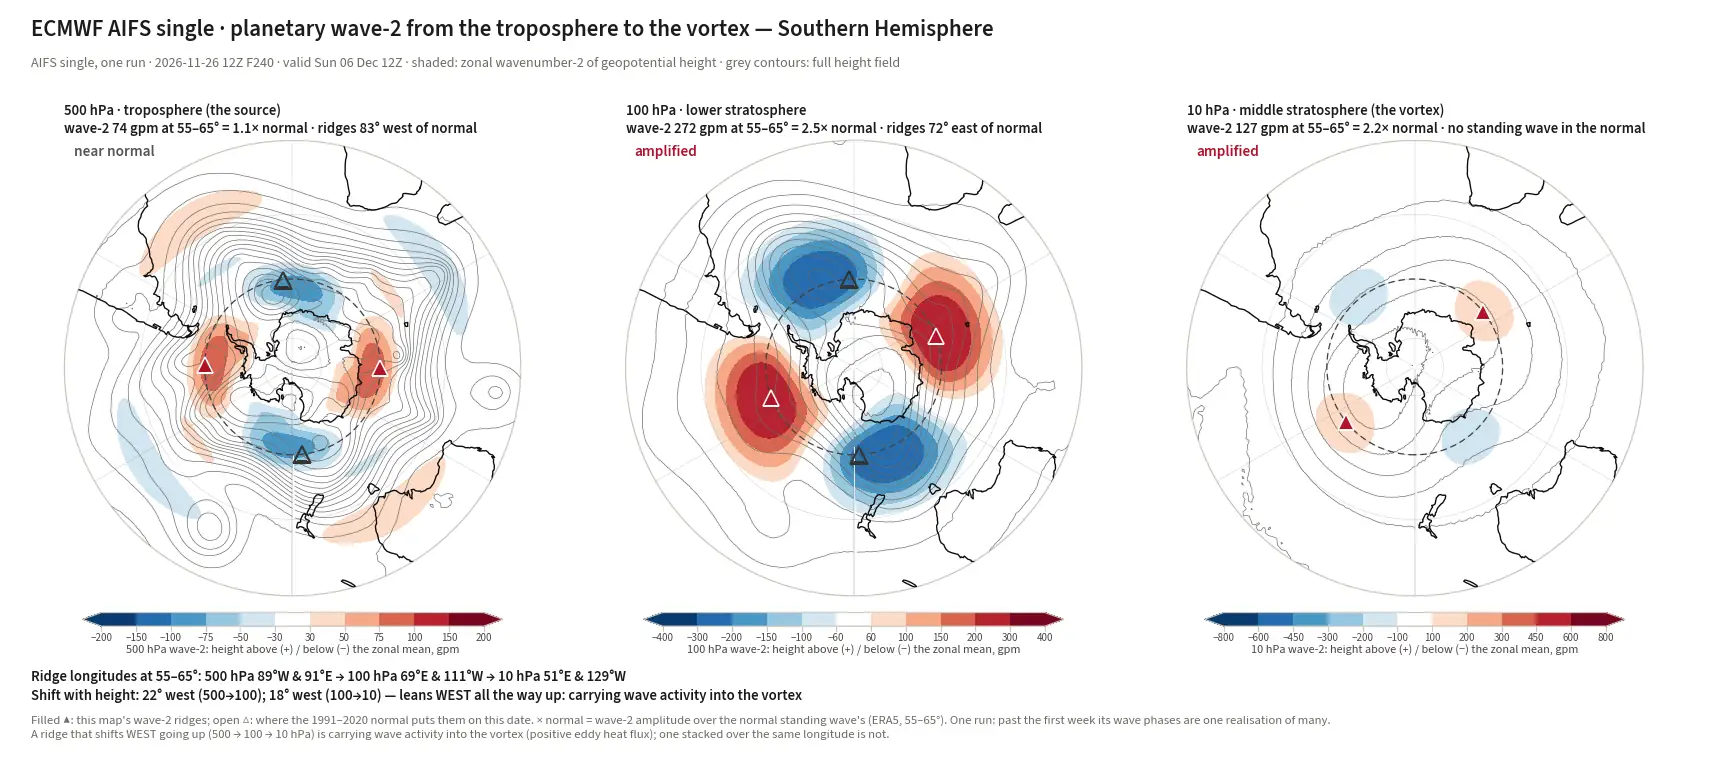 ECMWF AIFS single · planetary wave-2 from the troposphere to the vortex — Southern Hemisphere
AIFS single, one run · 2026-11-26 12Z F240 · valid Sun 06 Dec 12Z · shaded: zonal wavenumber-2 of geopotential height · grey contours: full height field
500 hPa · troposphere (the source)
wave-2 74 gpm at 55–65° = 1.1× normal · ridges 83° west of normal
near normal
100 hPa · lower stratosphere
wave-2 272 gpm at 55–65° = 2.5× normal · ridges 72° east of normal
amplified
10 hPa · middle stratosphere (the vortex)
wave-2 127 gpm at 55–65° = 2.2× normal · no standing wave in the normal
amplified
−200 −150 −100 −75 −50 −30 30 50 75 100 150 200
500 hPa wave-2: height above (+) / below (−) the zonal mean, gpm
−400 −300 −200 −150 −100 −60 60 100 150 200 300 400
100 hPa wave-2: height above (+) / below (−) the zonal mean, gpm
−800 −600 −450 −300 −200 −100 100 200 300 450 600 800
10 hPa wave-2: height above (+) / below (−) the zonal mean, gpm
Ridge longitudes at 55–65°: 500 hPa 89°W & 91°E → 100 hPa 69°E & 111°W → 10 hPa 51°E & 129°W
Shift with height: 22° west (500→100); 18° west (100→10) — leans WEST all the way up: carrying wave activity into the vortex
Filled ▲: this map's wave-2 ridges; open △: where the 1991–2020 normal puts them on this date. × normal = wave-2 amplitude over the normal standing wave's (ERA5, 55–65°). One run: past the first week its wave phases are one realisation of many.
A ridge that shifts WEST going up (500 → 100 → 10 hPa) is carrying wave activity into the vortex (positive eddy heat flux); one stacked over the same longitude is not.